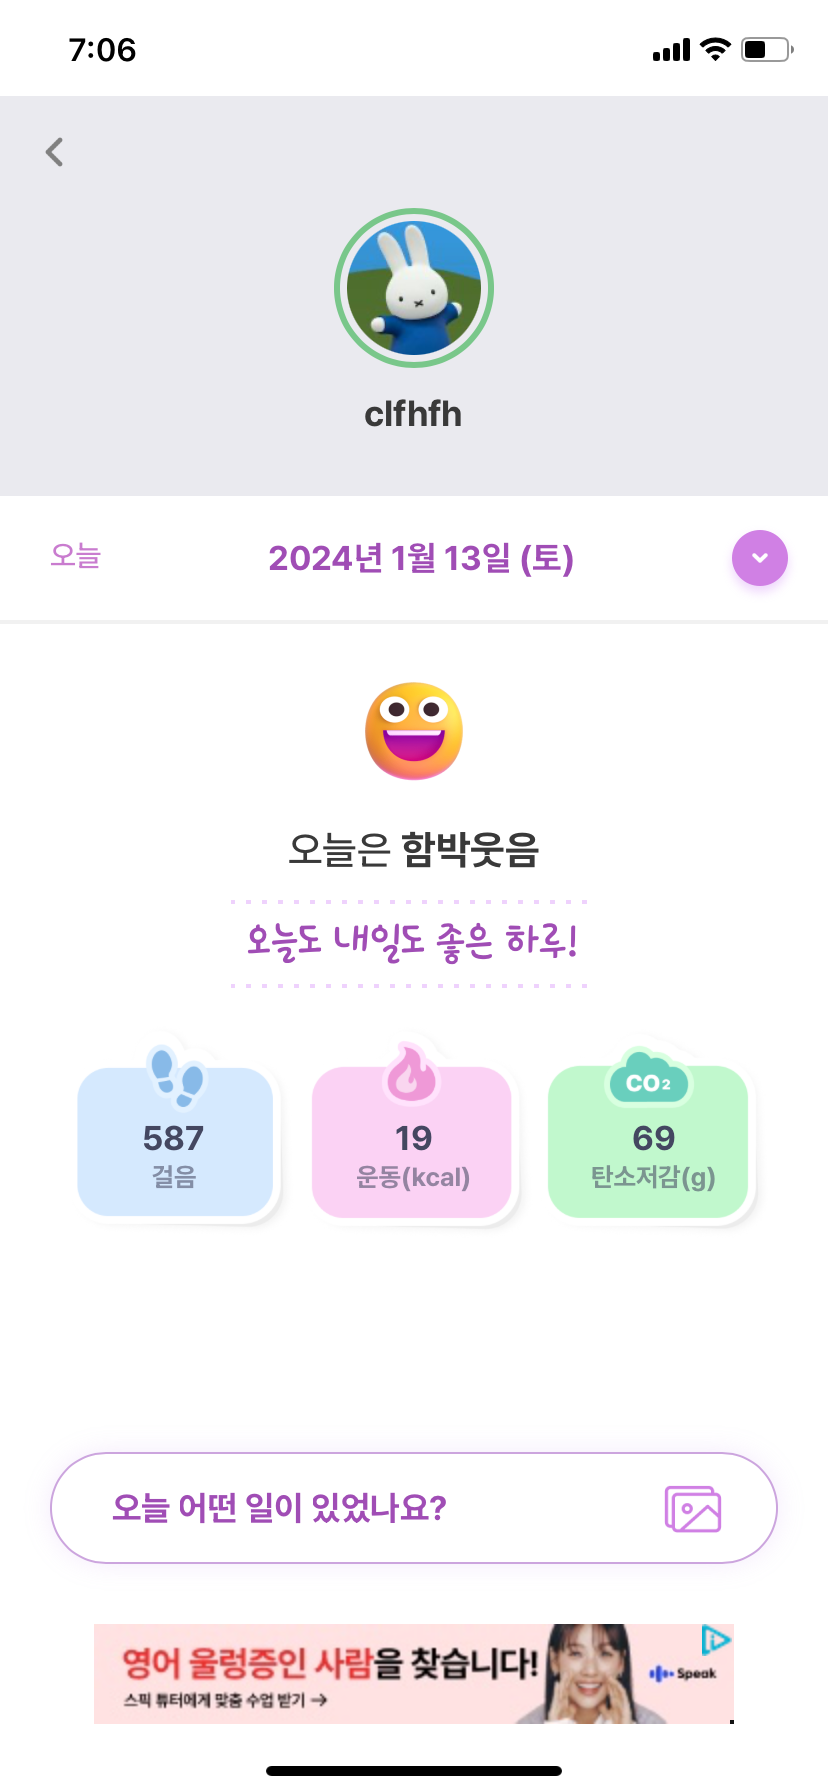 7:06
clfhfh
오늘
2024년 1월 13일 (토)
오늘은 함박웃음
오늘도 내일도 좋은 하루!
CO2
587
걸음
19
운동(kcal)
69
탄소저감(g)
오늘 어떤 일이 있었나요?
영어 울렁증인 사람을 찾습니다!
스픽 튜터에게 맞춤 수업 받기 →
Speak